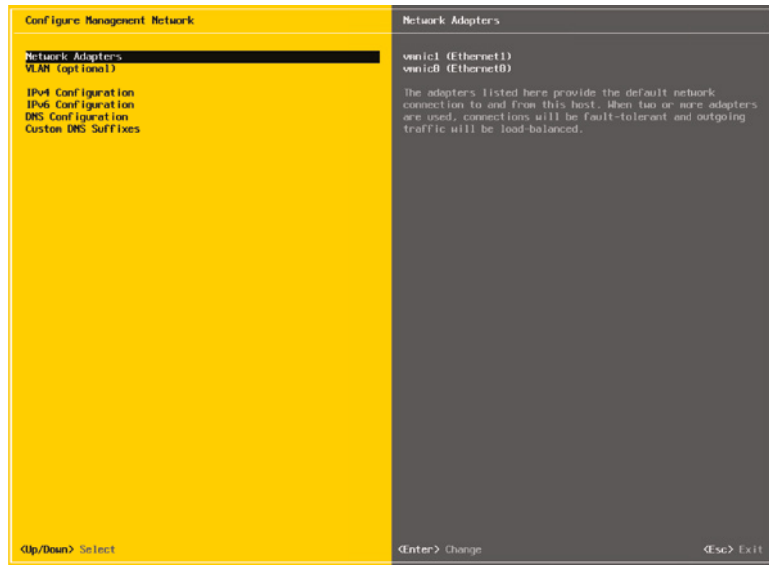 Configure Management Network
Network Adapters
VLAN (optional)
IPv4 Configuration
IPv6 Configuration
DNS Configuration
Custom DNS Suffixes
<Up/Down> Select
Network Adapters
vmnic1 (Ethernet1)
vmnic0 (Ethernet0)
The adapters listed here provide the default network
connection to and from this host. When two or more adapters
are used, connections will be fault-tolerant and outgoing
traffic will be load-balanced.
<Enter> Change
<Esc> Exit